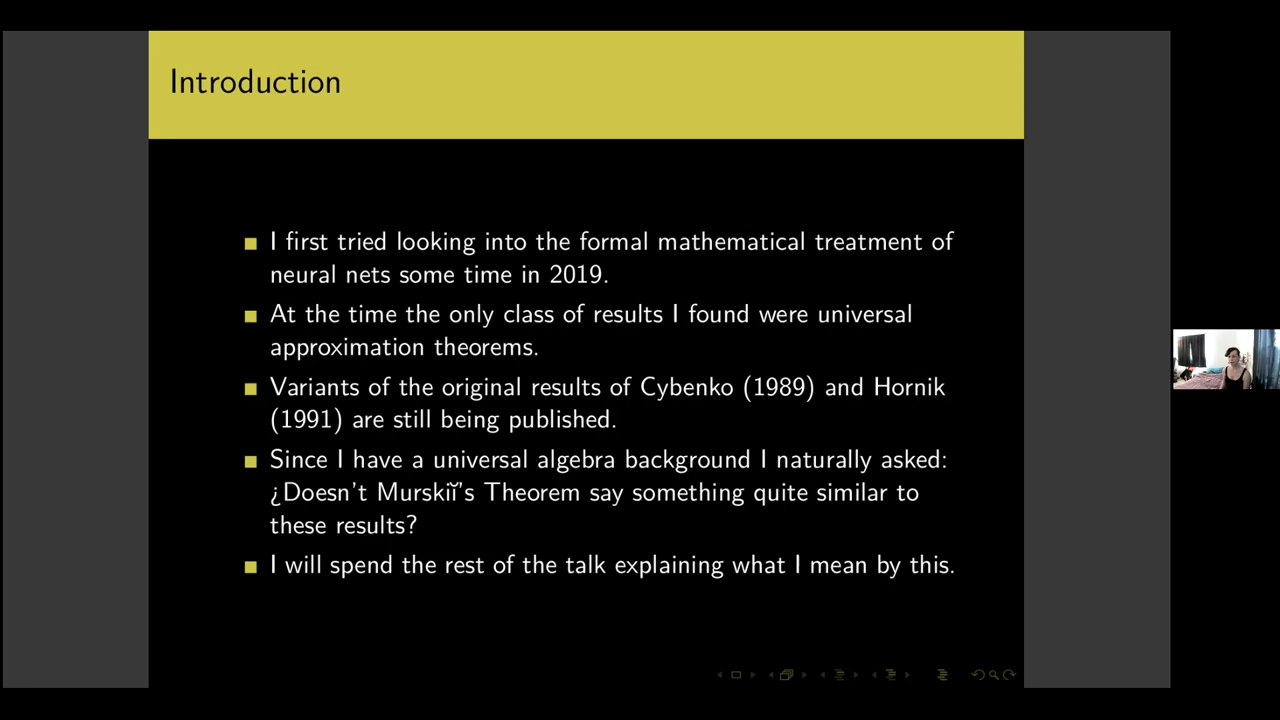 Introduction
I first tried looking into the formal mathematical treatment of
neural nets some time in 2019.
At the time the only class of results I found were universal
approximation theorems.
Variants of the original results of Cybenko (1989) and Hornik
(1991) are still being published.
Since I have a universal algebra background I naturally asked:
¿Doesn't Murskiĭ's Theorem say something quite similar to
these results?
I will spend the rest of the talk explaining what I mean by this.